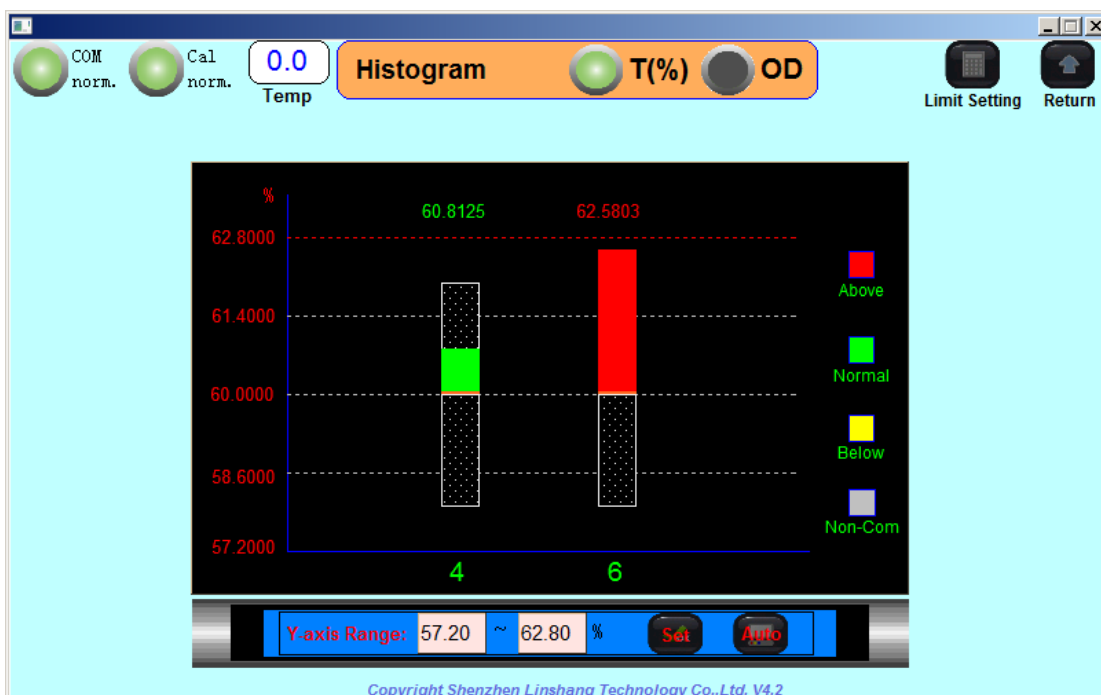 COM norm.
Cal norm.
0.0
Temp
Histogram
T(%)
OD
Limit Setting
Return
%
60.8125
62.5803
62.8000
61.4000
60.0000
58.6000
57.2000
4
6
Above
Normal
Below
Non-Com
Y-axis Range: 57.20 ~ 62.80 % Set Auto
Copyright Shenzhen Linshang Technology Co.,Ltd. V4.2